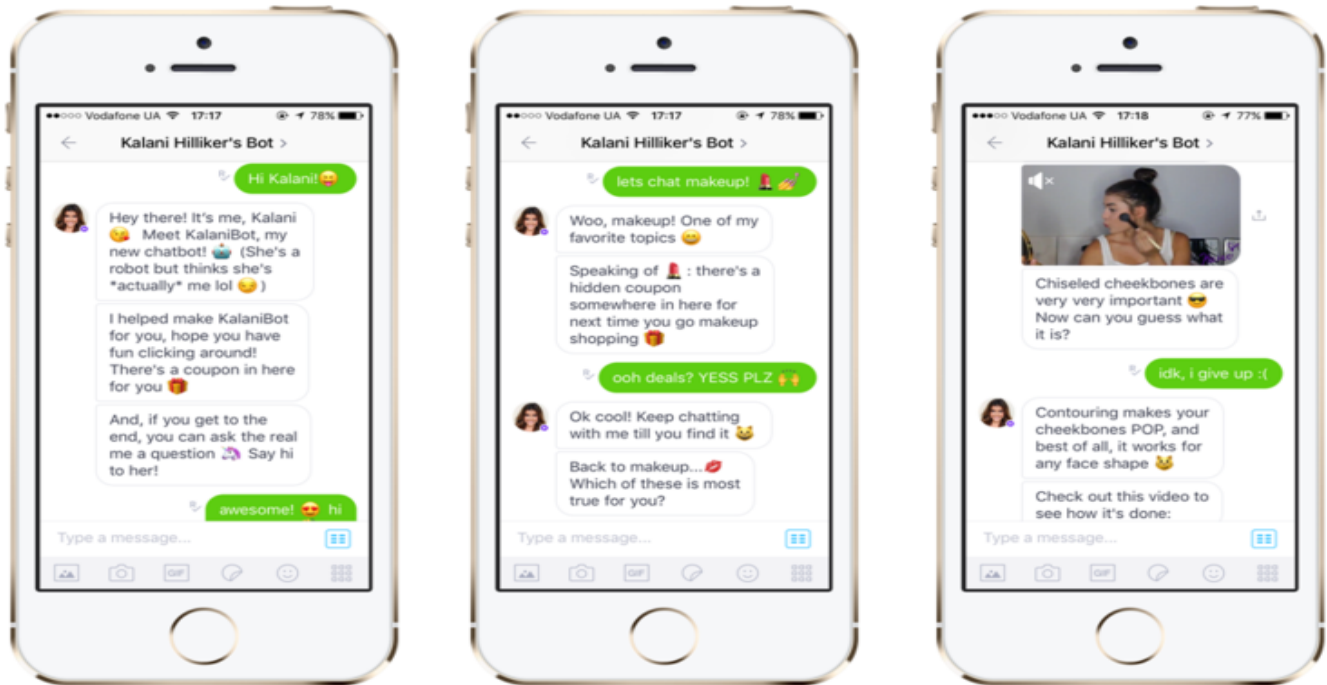 Vodafone UA 17:17 78%
Kalani Hilliker's Bot >
Hi Kalani!😝
Hey there! It's me, Kalani
😘 Meet KalaniBot, my
new chatbot! 🤖 (She's a
robot but thinks she's
*actually* me lol 😏)
I helped make KalaniBot
for you, hope you have
fun clicking around!
There's a coupon in here
for you 🎁
And, if you get to the
end, you can ask the real
me a question 🦄 Say hi
to her!
awesome! 😍 hi
Type a message...
GIF
Vodafone UA 17:17 78%
Kalani Hilliker's Bot >
lets chat makeup! 💄 💅
Woo, makeup! One of my
favorite topics 😄
Speaking of 💄 : there's a
hidden coupon
somewhere in here for
next time you go makeup
shopping 🎁
ooh deals? YESS PLZ 🙌
Ok cool! Keep chatting
with me till you find it 😸
Back to makeup...💋
Which of these is most
true for you?
Type a message...
GIF
Vodafone UA 17:18 77%
Kalani Hilliker's Bot >
Chiseled cheekbones are
very very important 😎
Now can you guess what
it is?
idk, i give up :(
Contouring makes your
cheekbones POP, and
best of all, it works for
any face shape 😸
Check out this video to
see how it's done:
Type a message...
GIF